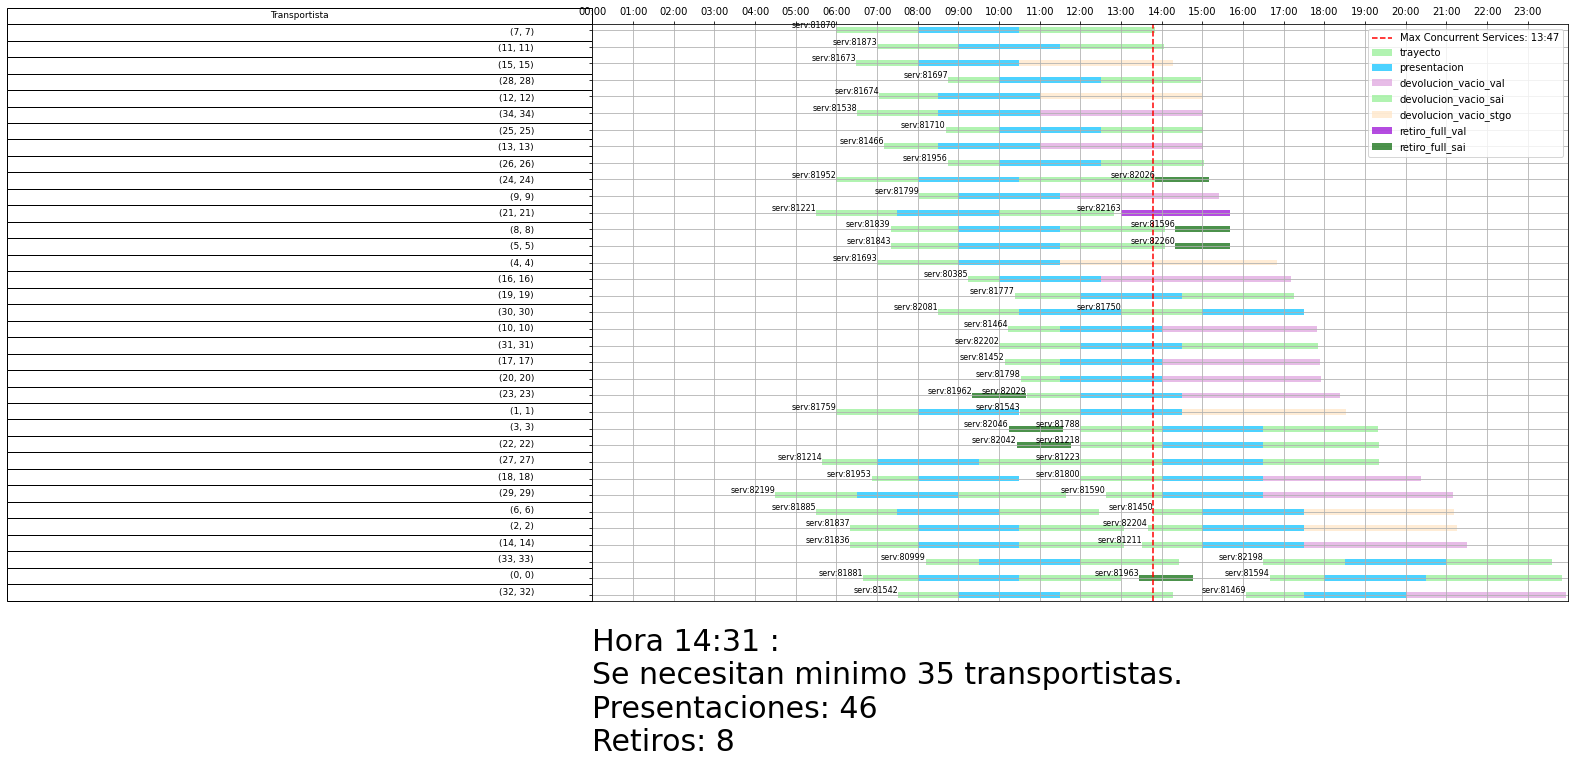 Transportista
00:00 01:00 02:00 03:00 04:00 05:00 06:00 07:00 08:00 09:00 10:00 11:00 12:00 13:00 14:00 15:00 16:00 17:00 18:00 19:00 20:00 21:00 22:00 23:00
Max Concurrent Services: 13:47
trayecto
presentacion
devolucion_vacio_val
devolucion_vacio_sai
devolucion_vacio_stgo
retiro_full_val
retiro_full_sai
(7, 7) serv:81870
(11, 11) serv:81873
(15, 15) serv:81673
(28, 28) serv:81697
(12, 12) serv:81674
(34, 34) serv:81538
(25, 25) serv:81710
(13, 13) serv:81466
(26, 26) serv:81956
(24, 24) serv:81952 serv:82026
(9, 9) serv:81799
(21, 21) serv:81221 serv:82163
(8, 8) serv:81839 serv:81596
(5, 5) serv:81843 serv:82260
(4, 4) serv:81693
(16, 16) serv:80385
(19, 19) serv:81777
(30, 30) serv:82081 serv:81750
(10, 10) serv:81464
(31, 31) serv:82202
(17, 17) serv:81452
(20, 20) serv:81798
(23, 23) serv:81962 serv:82029
(1, 1) serv:81759 serv:81543
(3, 3) serv:82046 serv:81788
(22, 22) serv:82042 serv:81218
(27, 27) serv:81214 serv:81223
(18, 18) serv:81953 serv:81800
(29, 29) serv:82199 serv:81590
(6, 6) serv:81885 serv:81450
(2, 2) serv:81837 serv:82204
(14, 14) serv:81836 serv:81211
(33, 33) serv:80999 serv:82198
(0, 0) serv:81881 serv:81963 serv:81594
(32, 32) serv:81542 serv:81469
Hora 14:31 :
Se necesitan minimo 35 transportistas.
Presentaciones: 46
Retiros: 8